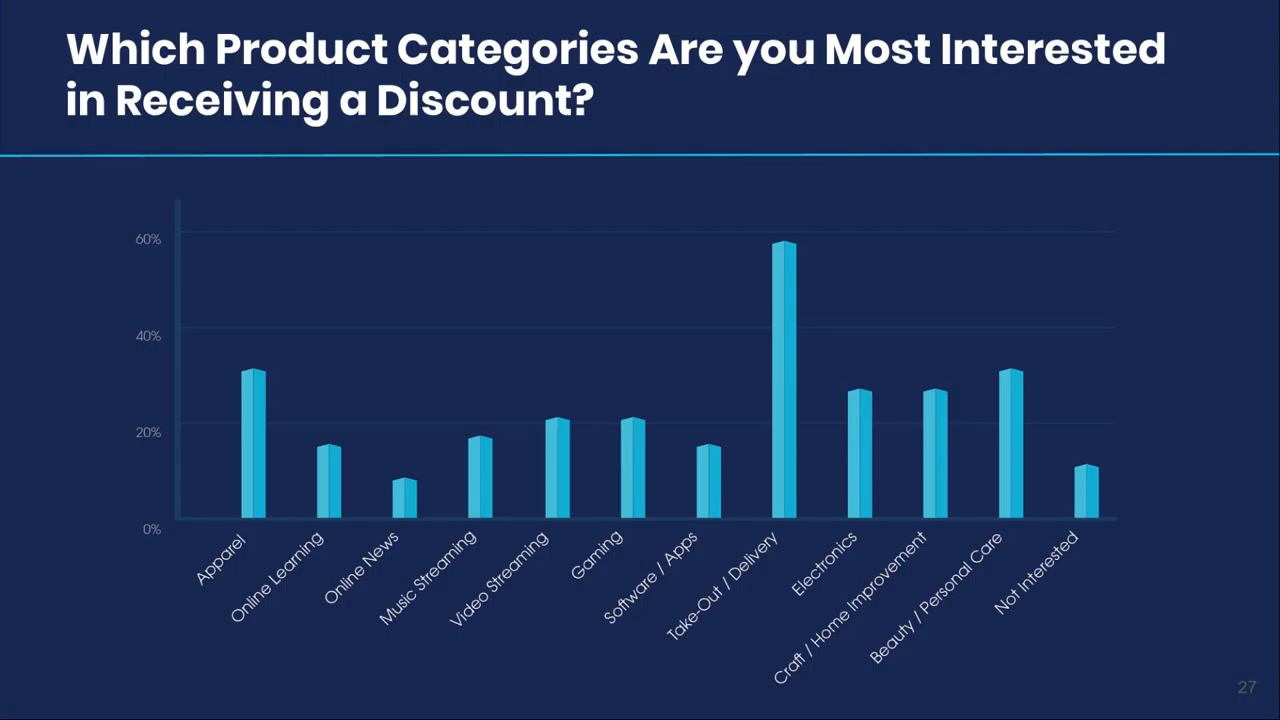 Which Product Categories Are you Most Interested
in Receiving a Discount?
60%
40%
20%
0%
Apparel
Online Learning
Online News
Music Streaming
Video Streaming
Gaming
Software / Apps
Take-Out / Delivery
Electronics
Craft / Home Improvement
Beauty / Personal Care
Not Interested
27